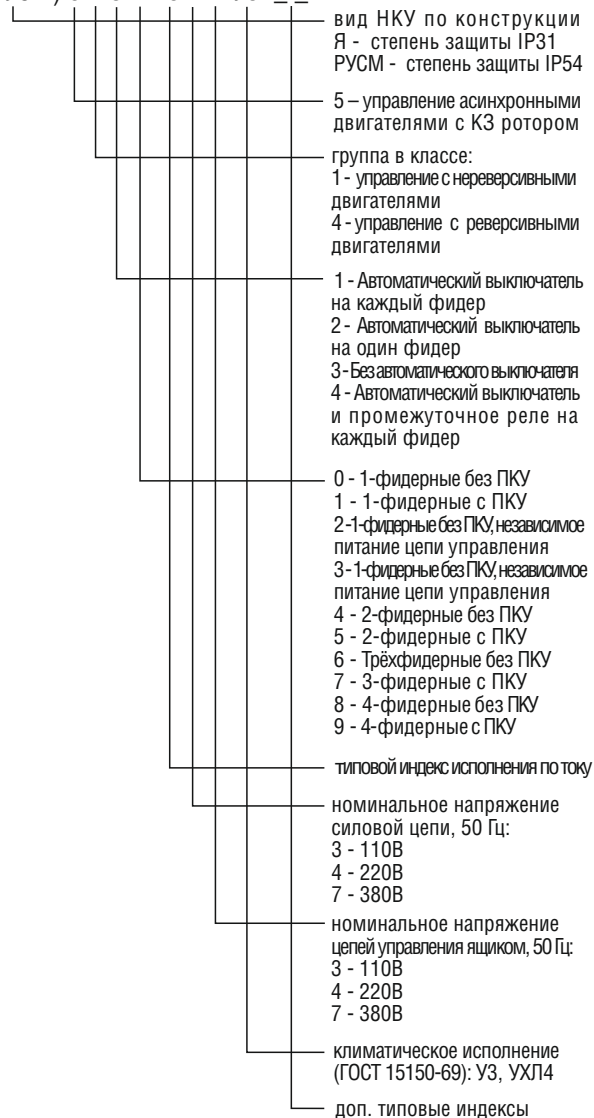 вид НКУ по конструкции
Я - степень защиты IP31
РУСМ - степень защиты IP54
5 – управление асинхронными
двигателями с КЗ ротором
группа в классе:
1 - управление с нереверсивными
двигателями
4 - управление с реверсивными
двигателями
1 - Автоматический выключатель
на каждый фидер
2 - Автоматический выключатель
на один фидер
3 - Без автоматического выключателя
4 - Автоматический выключатель
и промежуточное реле на
каждый фидер
0 - 1-фидерные без ПКУ
1 - 1-фидерные с ПКУ
2 -1-фидерные без ПКУ, независимое
питание цепи управления
3 - 1-фидерные без ПКУ, независимое
питание цепи управления
4 - 2-фидерные без ПКУ
5 - 2-фидерные с ПКУ
6 - Трёхфидерные без ПКУ
7 - 3-фидерные с ПКУ
8 - 4-фидерные без ПКУ
9 - 4-фидерные с ПКУ
типовой индекс исполнения по току
номинальное напряжение
силовой цепи, 50 Гц:
3 - 110В
4 - 220В
7 - 380В
номинальное напряжение
цепей управления ящиком, 50 Гц:
3 - 110В
4 - 220В
7 - 380В
климатическое исполнение
(ГОСТ 15150-69): У3, УХЛ4
доп. типовые индексы